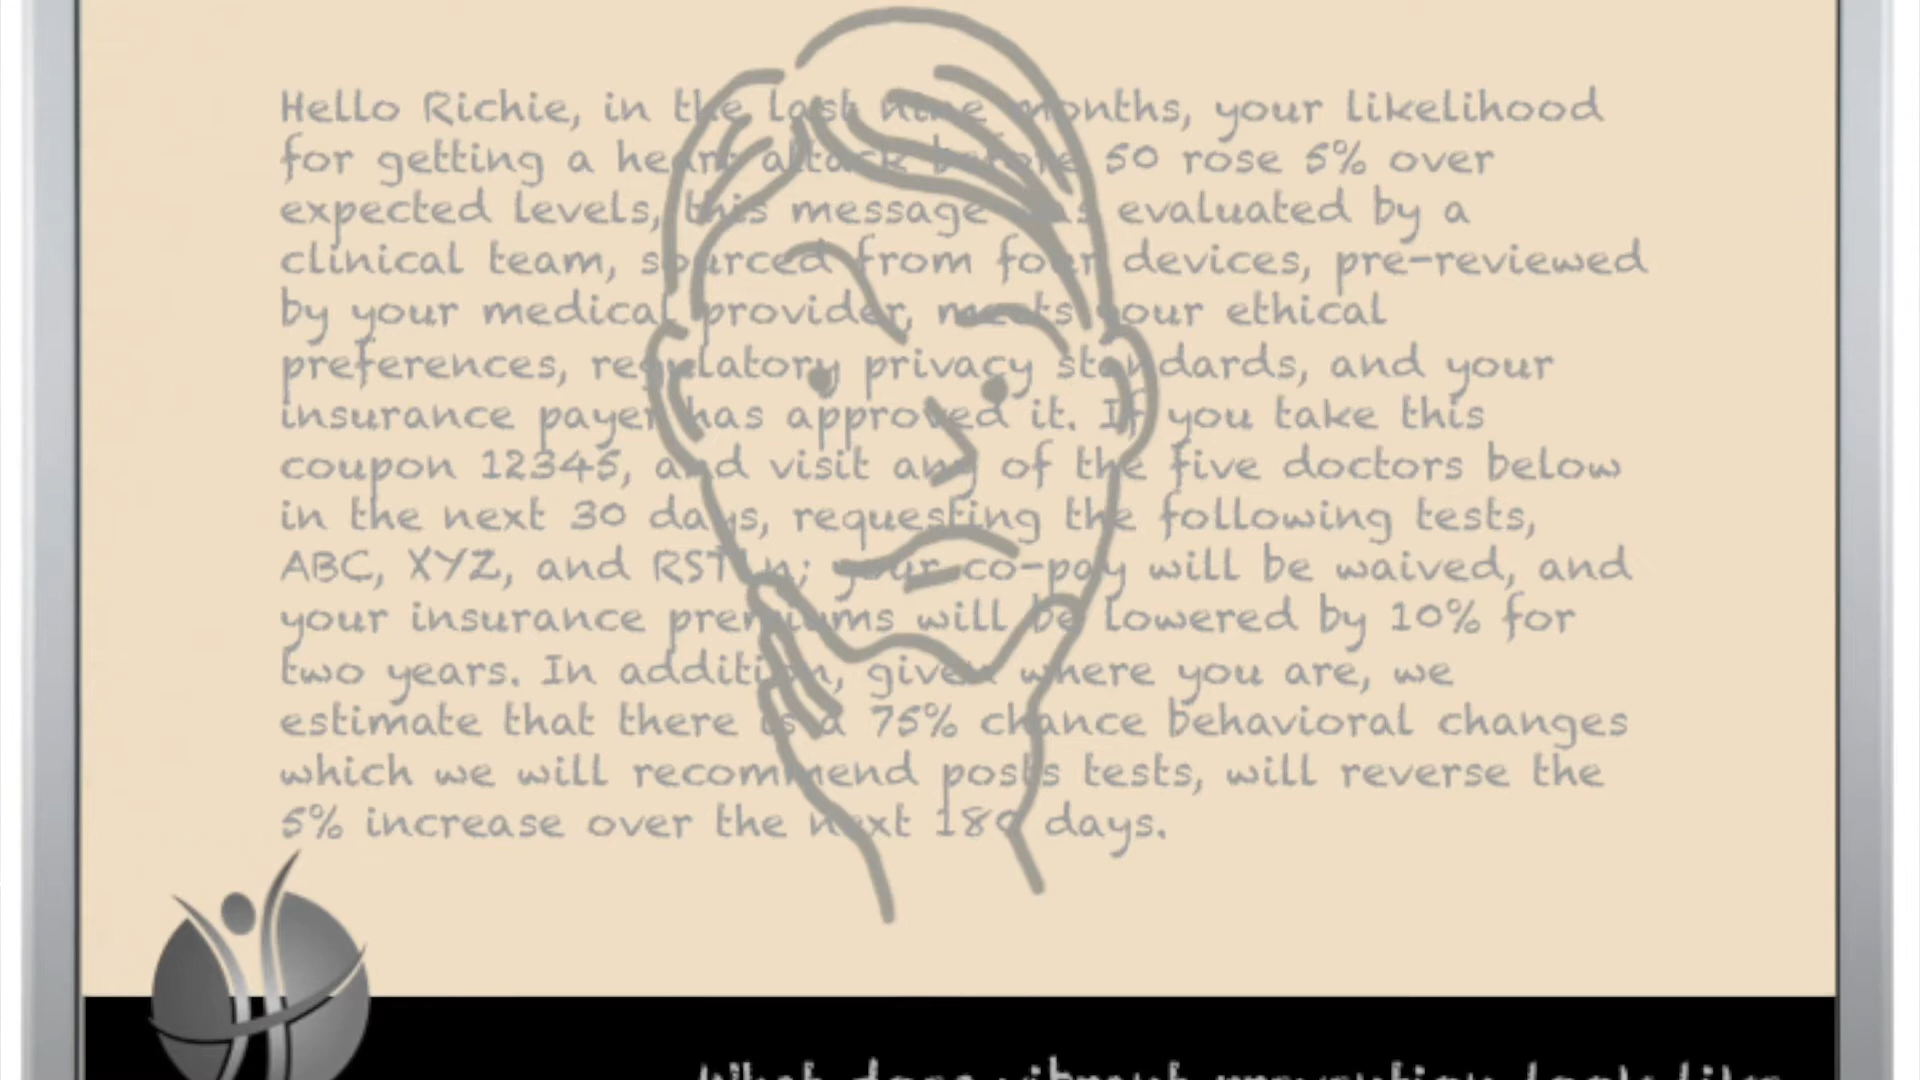 Hello Richie, in the last nine months, your likelihood
for getting a heart attack before 50 rose 5% over
expected levels, this message was evaluated by a
clinical team, sourced from four devices, pre-reviewed
by your medical provider, meets your ethical
preferences, regulatory privacy standards, and your
insurance payer has approved it. If you take this
coupon 12345, and visit any of the five doctors below
in the next 30 days, requesting the following tests,
ABC, XYZ, and RST/n; your co-pay will be waived, and
your insurance premiums will be lowered by 10% for
two years. In addition, given where you are, we
estimate that there is a 75% chance behavioral changes
which we will recommend posts tests, will reverse the
5% increase over the next 180 days.
What does vibrant prevention look like